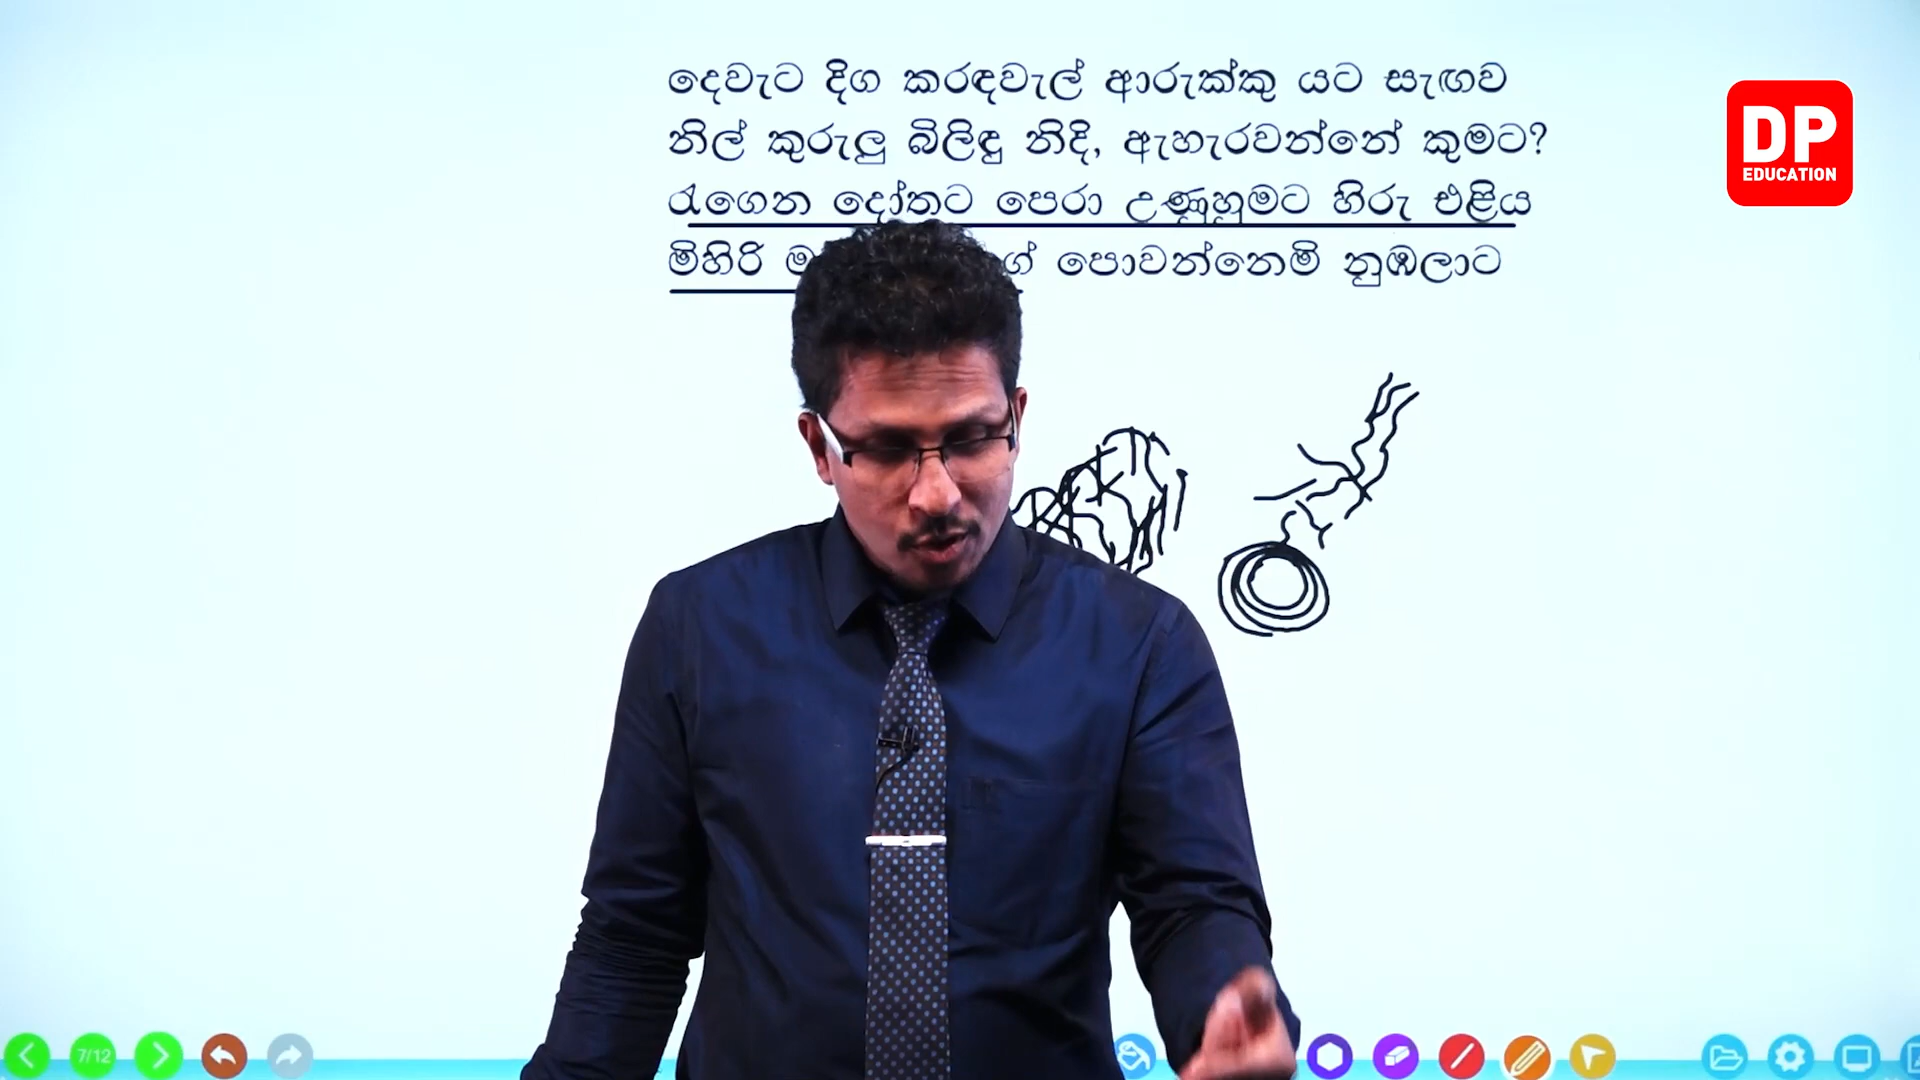 දෙවැට දිග කරඳවැල් ආරුක්කු යට සැඟව
නිල් කුරුලු බිලිඳු නිදි, ඇහැරවන්නේ කුමට?
රැගෙන දෝතට පෙරා උණුහුමට හිරු එළිය
මිහිරි පොවන්නෙමි නුඹලාට
DP
EDUCATION
7/12